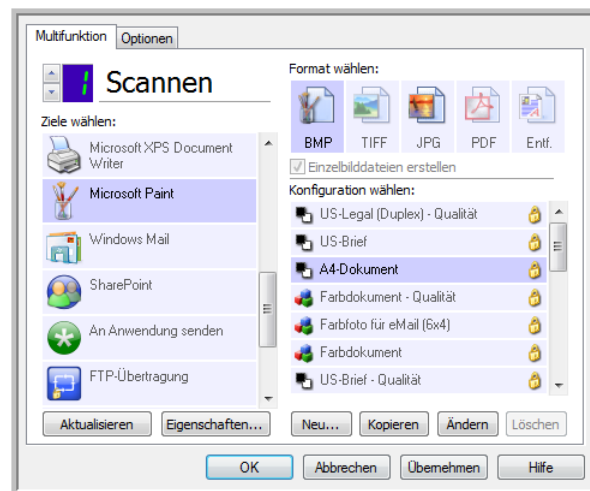 Multifunktion
Optionen
1 Scannen
Ziele wählen:
Microsoft XPS Document
Writer
Microsoft Paint
Windows Mail
SharePoint
An Anwendung senden
FTP-Übertragung
Aktualisieren
Eigenschaften...
Format wählen:
BMP
TIFF
JPG
PDF
Entf.
Einzelbilddateien erstellen
Konfiguration wählen:
US-Legal (Duplex) - Qualität
US-Brief
A4-Dokument
Farbdokument - Qualität
Farbfoto für eMail (6x4)
Farbdokument
US-Brief - Qualität
Neu...
Kopieren
Ändern
Löschen
OK
Abbrechen
Übernehmen
Hilfe